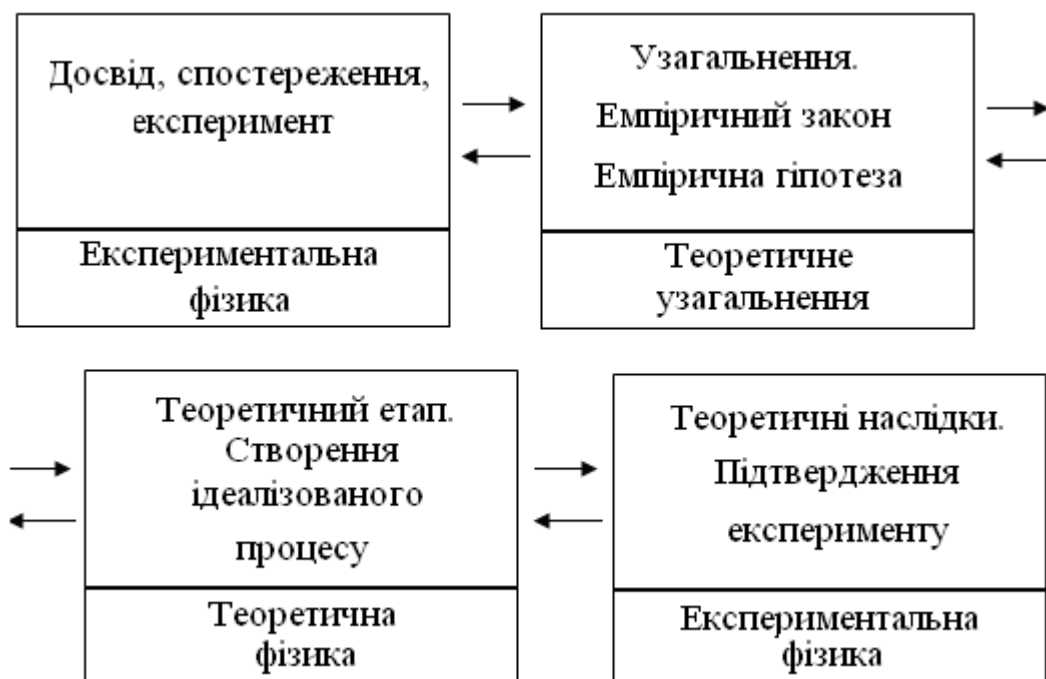 Досвід, спостереження,
експеримент
Експериментальна
фізика
Узагальнення.
Емпіричний закон
Емпірична гіпотеза
Теоретичне
узагальнення
Теоретичний етап.
Створення
ідеалізованого
процесу
Теоретична
фізика
Теоретичні наслідки.
Підтвердження
експерименту
Експериментальна
фізика